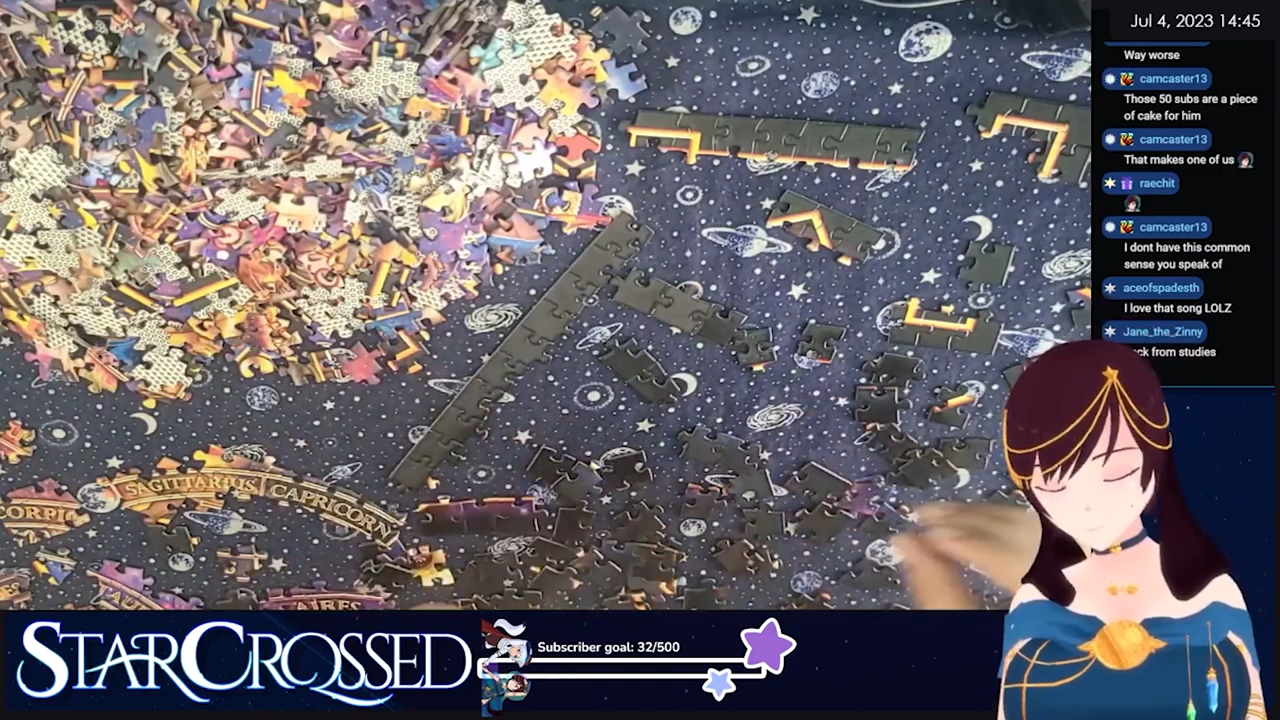 Jul 4, 2023 14:45
Way worse
camcaster13
Those 50 subs are a piece
of cake for him
camcaster13
That makes one of us
raechit
camcaster13
I dont have this common
sense you speak of
aceofspadesth
I love that song LOLZ
Jane_the_Zinny
from studies
SAGITTARIUS CAPRICORN
CORPIO
AIRES
STARCROSSED
Subscriber goal: 32/500